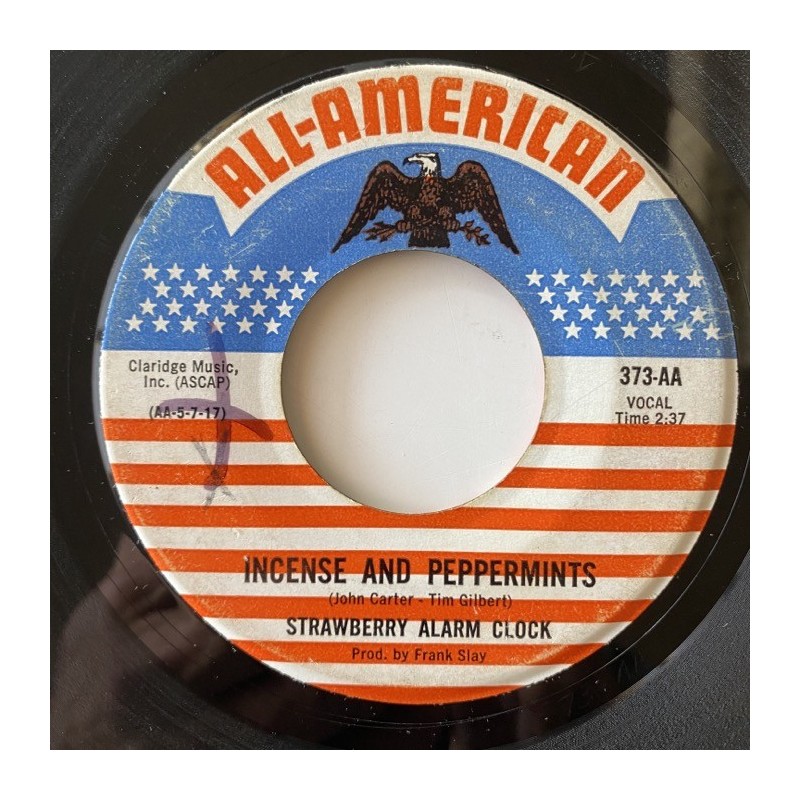 ALL-AMERICAN
Claridge Music,
Inc. (ASCAP)
(AA-5-7-17)
373-AA
VOCAL
Time 2:37
INCENSE AND PEPPERMINTS
(John Carter - Tim Gilbert)
STRAWBERRY ALARM CLOCK
Prod. by Frank Slay